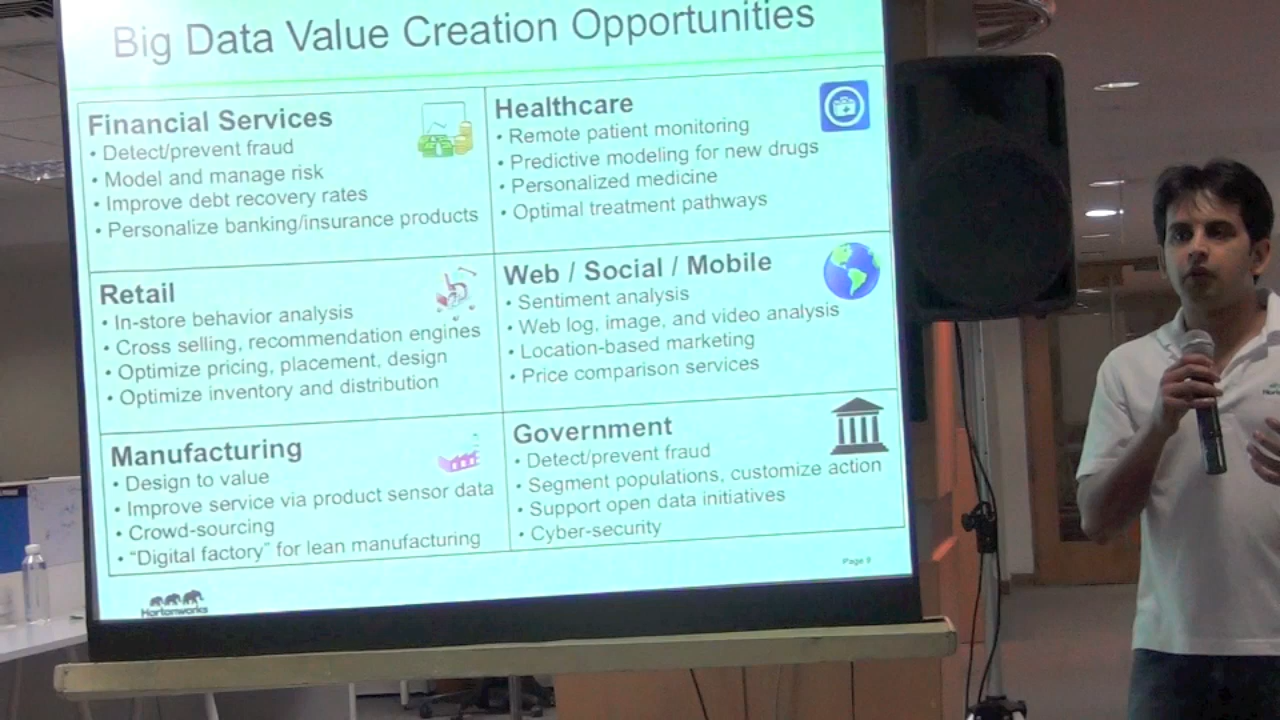 Big Data Value Creation Opportunities
Financial Services
• Detect/prevent fraud
• Model and manage risk
• Improve debt recovery rates
• Personalize banking/insurance products
Healthcare
• Remote patient monitoring
• Predictive modeling for new drugs
• Personalized medicine
• Optimal treatment pathways
Retail
• In-store behavior analysis
• Cross selling, recommendation engines
• Optimize pricing, placement, design
• Optimize inventory and distribution
Web / Social / Mobile
• Sentiment analysis
• Web log, image, and video analysis
• Location-based marketing
• Price comparison services
Manufacturing
• Design to value
• Improve service via product sensor data
• Crowd-sourcing
• “Digital factory” for lean manufacturing
Government
• Detect/prevent fraud
• Segment populations, customize action
• Support open data initiatives
• Cyber-security
Hortonworks
Page